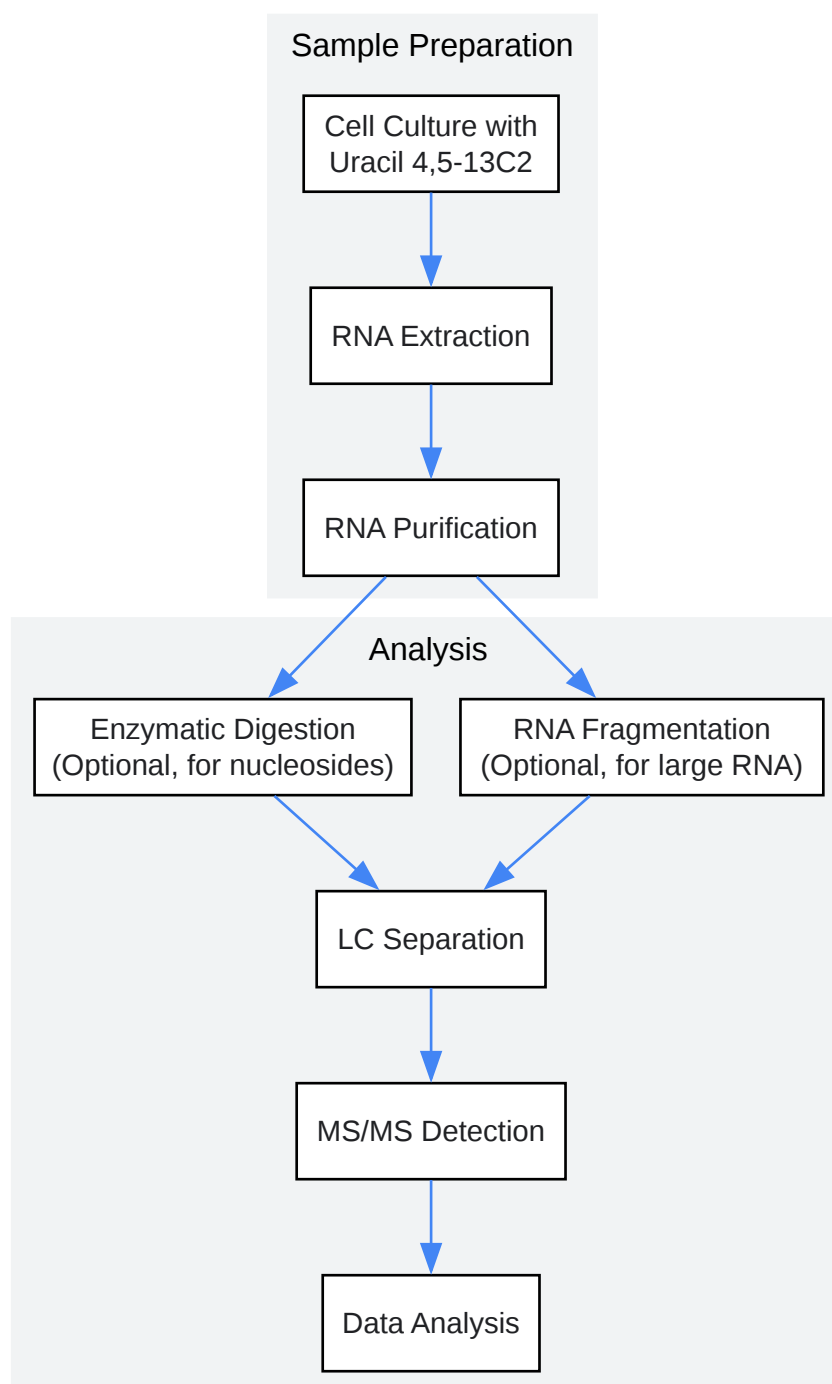 Sample Preparation
Cell Culture with
Uracil 4,5-13C2
RNA Extraction
RNA Purification
Analysis
Enzymatic Digestion
(Optional, for nucleosides)
RNA Fragmentation
(Optional, for large RNA)
LC Separation
MS/MS Detection
Data Analysis